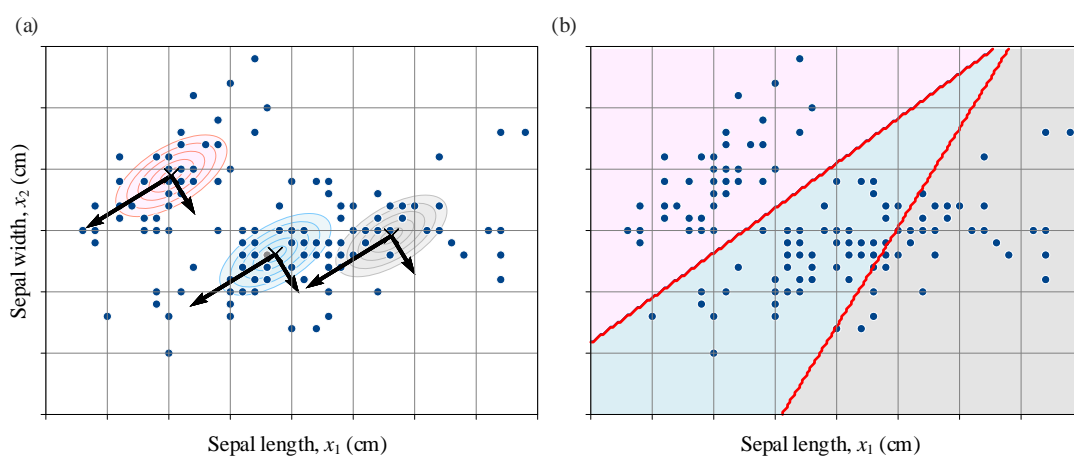 (a)
(b)
Sepal width, x₂ (cm)
Sepal length, x₁ (cm)
Sepal length, x₁ (cm)